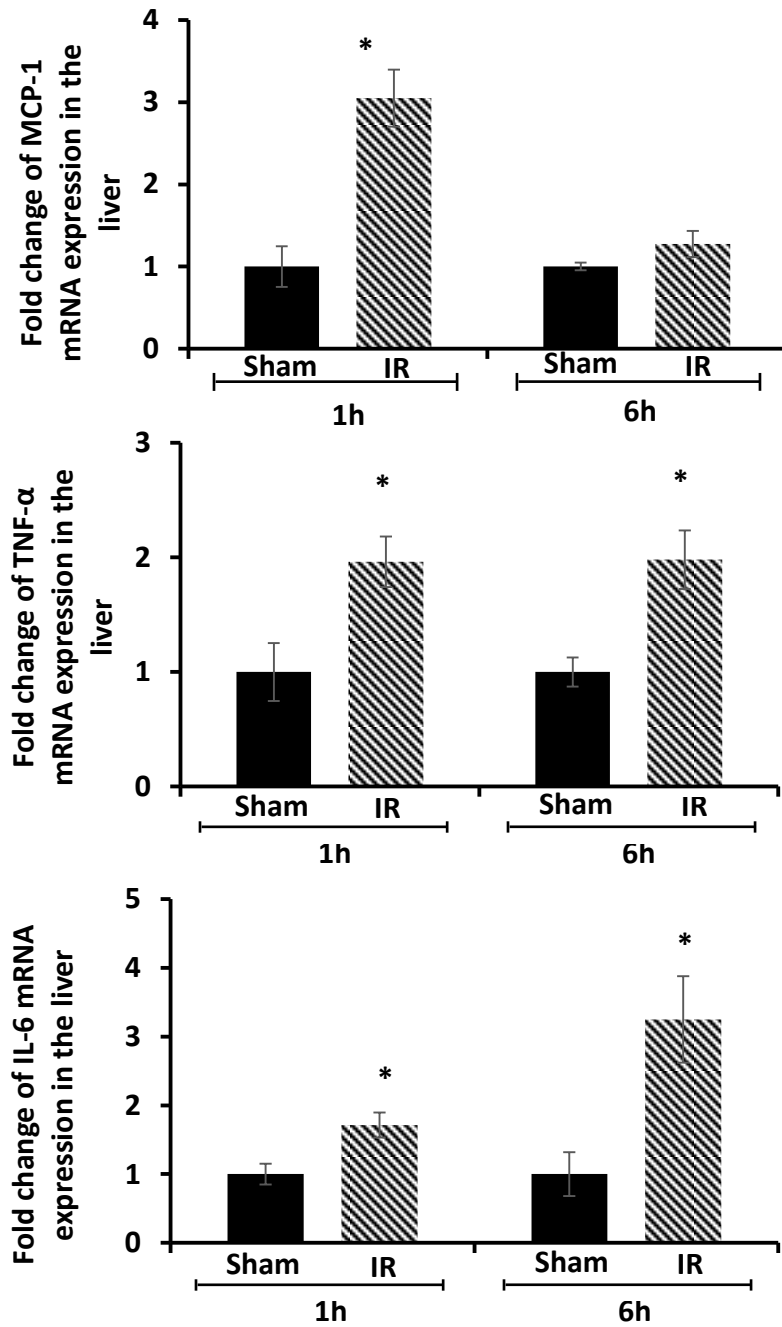 Fold change of MCP-1
mRNA expression in the
liver
4
3
2
1
0
*
Sham
IR
Sham
IR
1h
6h
Fold change of TNF-α
mRNA expression in the
liver
3
2
1
0
*
*
Sham
IR
Sham
IR
1h
6h
Fold change of IL-6 mRNA
expression in the liver
5
4
3
2
1
0
*
*
Sham
IR
Sham
IR
1h
6h